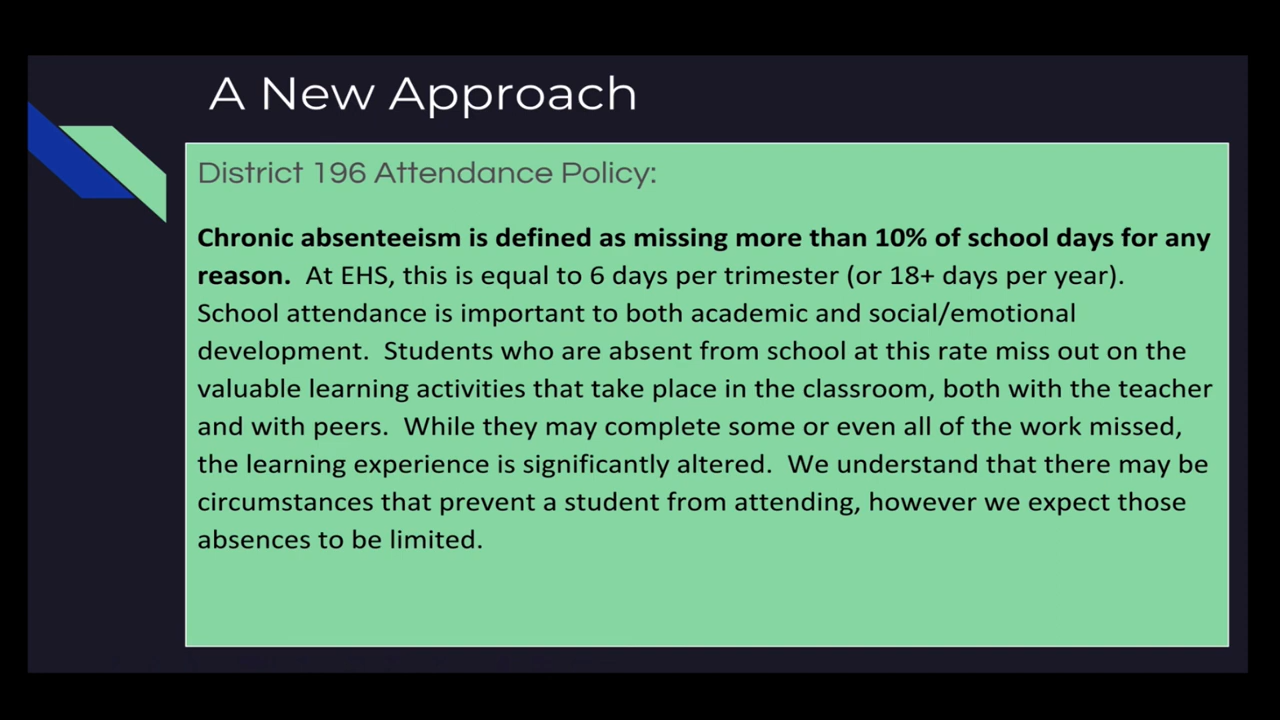 A New Approach
District 196 Attendance Policy:
Chronic absenteeism is defined as missing more than 10% of school days for any
reason.  At EHS, this is equal to 6 days per trimester (or 18+ days per year).
School attendance is important to both academic and social/emotional
development.  Students who are absent from school at this rate miss out on the
valuable learning activities that take place in the classroom, both with the teacher
and with peers.  While they may complete some or even all of the work missed,
the learning experience is significantly altered.  We understand that there may be
circumstances that prevent a student from attending, however we expect those
absences to be limited.